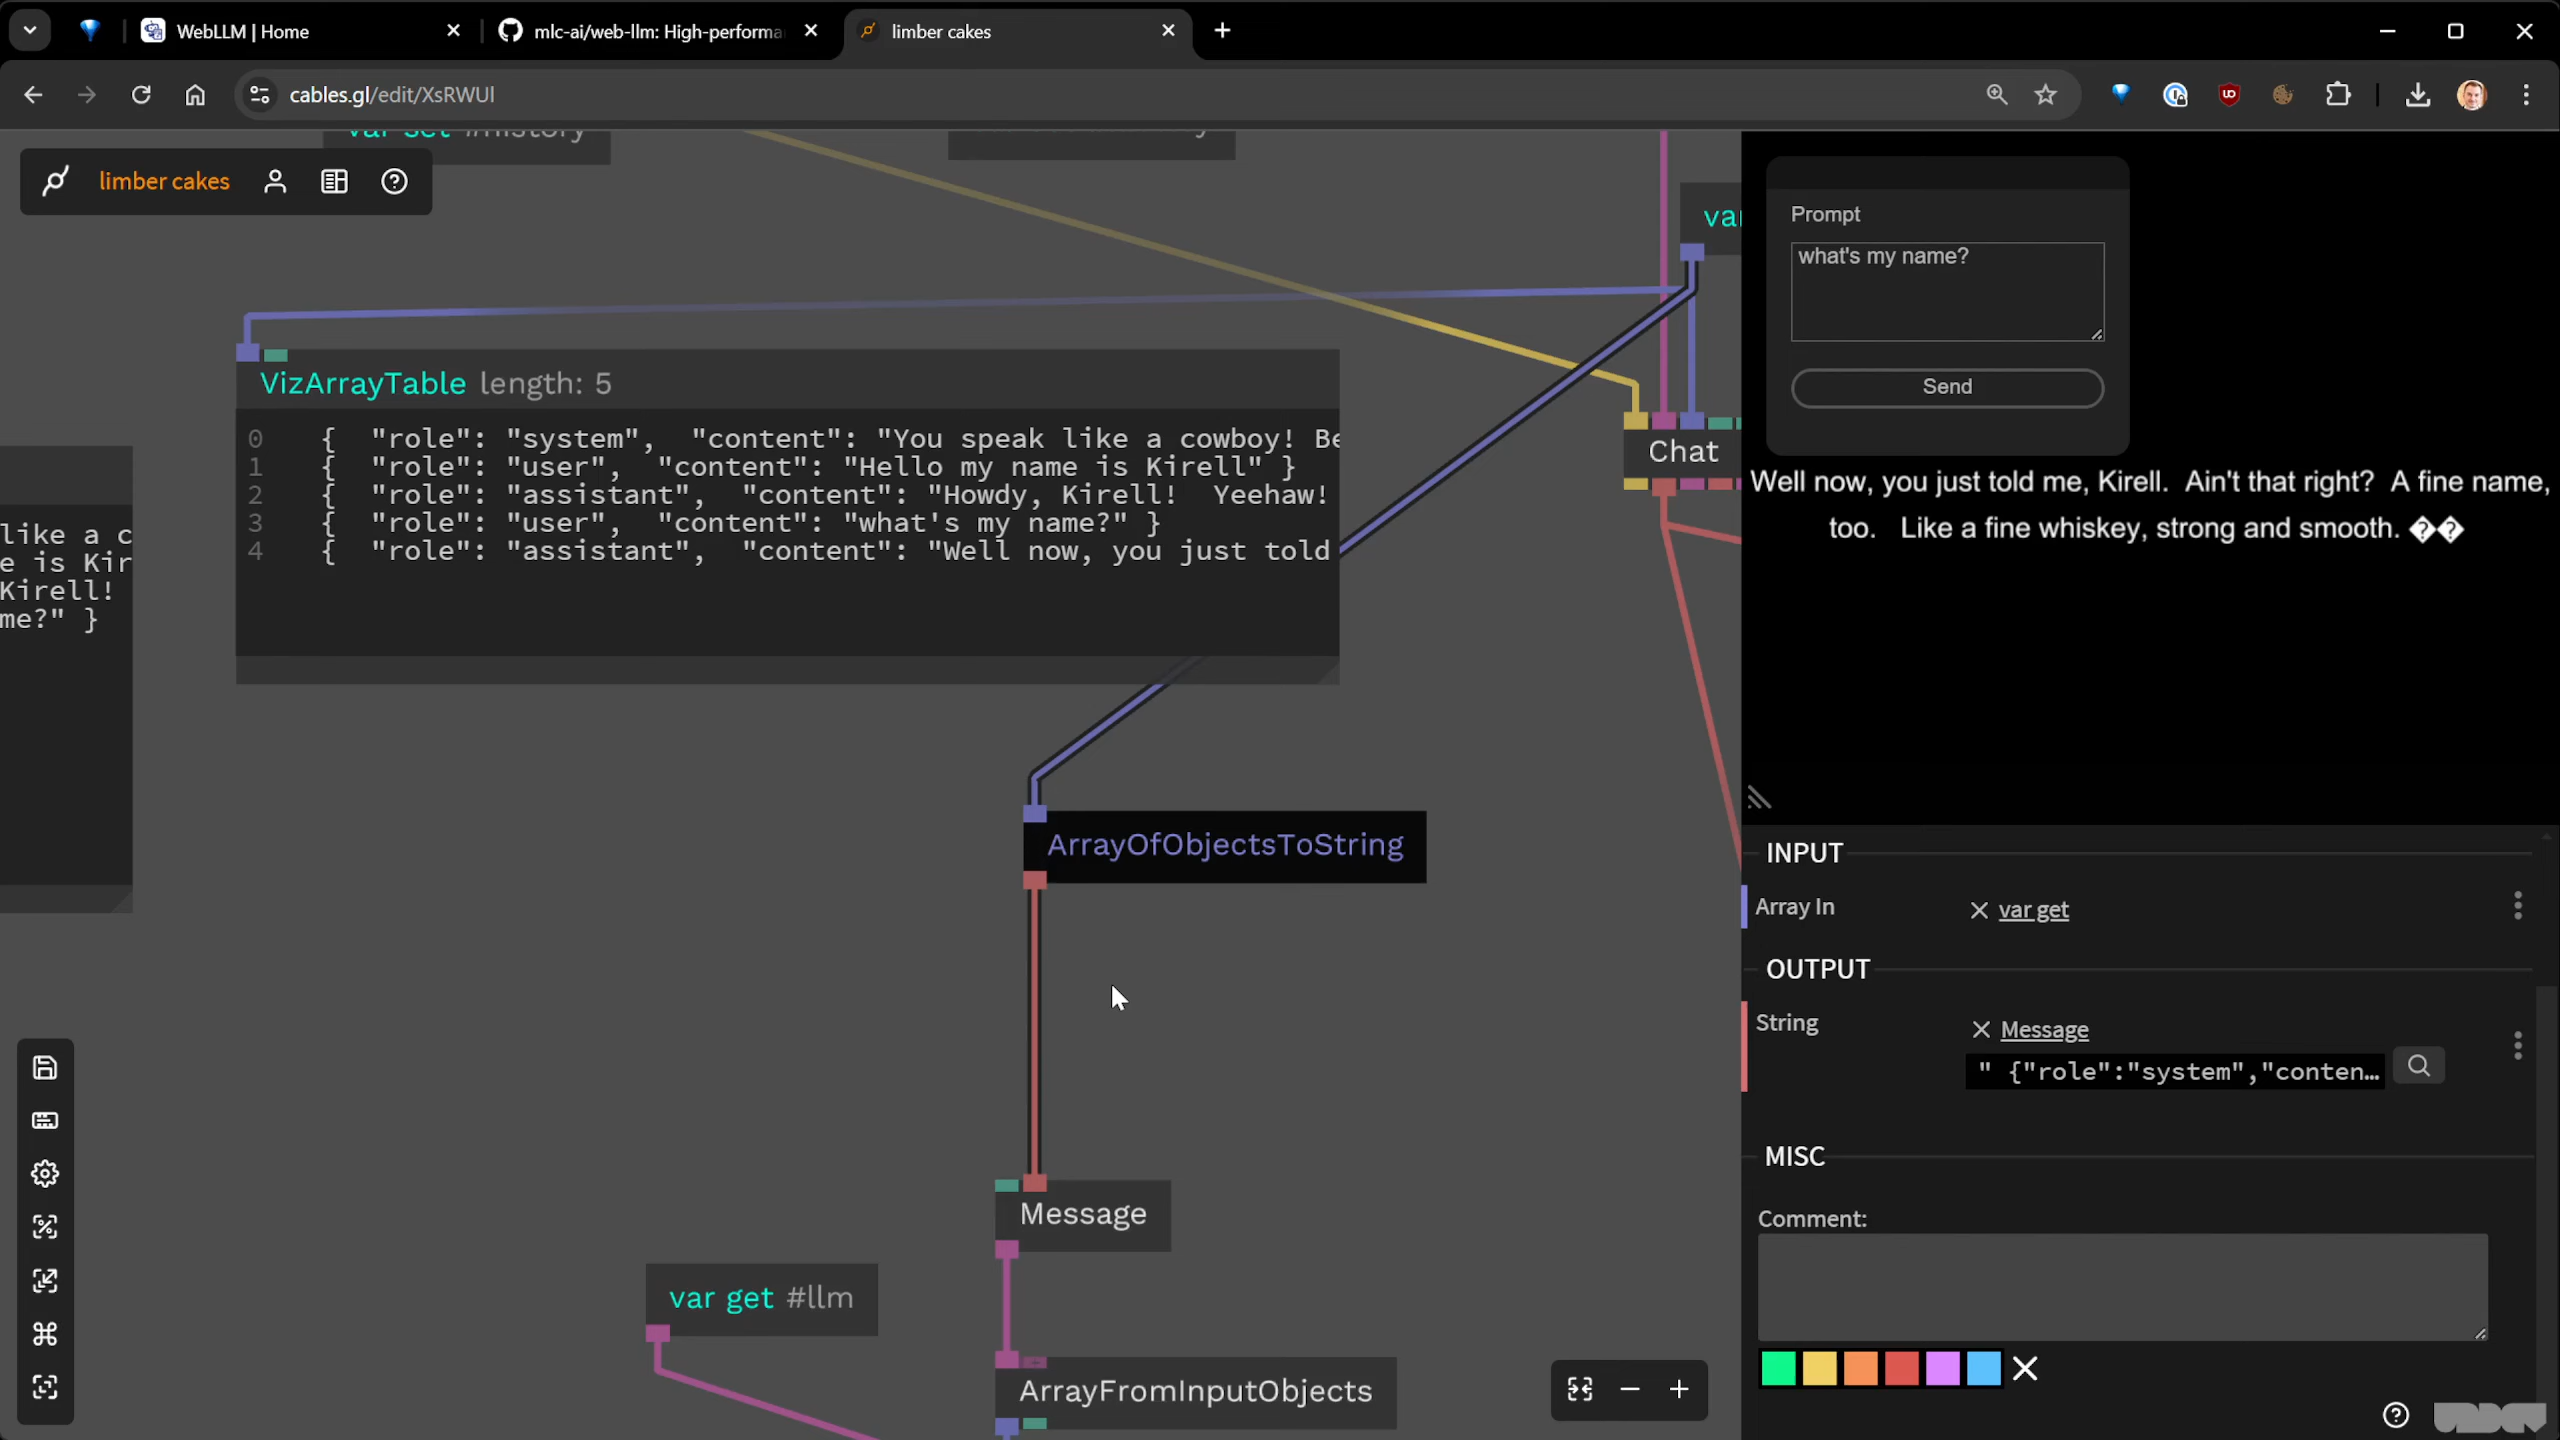 WebLLM | Home
mlc-ai/web-llm: High-performa
limber cakes
cables.gl/edit/XsRWUl
var set #history
limber cakes
var
VizArrayTable length: 5
0 { "role": "system", "content": "You speak like a cowboy! Be
1 { "role": "user", "content": "Hello my name is Kirell" }
2 { "role": "assistant", "content": "Howdy, Kirell! Yeehaw!
3 { "role": "user", "content": "what's my name?" }
4 { "role": "assistant", "content": "Well now, you just told
like a c
e is Kir
Kirell!
me?" }
Chat
ArrayOfObjectsToString
Message
var get #llm
ArrayFromInputObjects
Prompt
what's my name?
Send
Well now, you just told me, Kirell. Ain't that right? A fine name,
too. Like a fine whiskey, strong and smooth. ��
INPUT
Array In
var get
OUTPUT
String
Message
" {"role":"system","conten…
MISC
Comment: